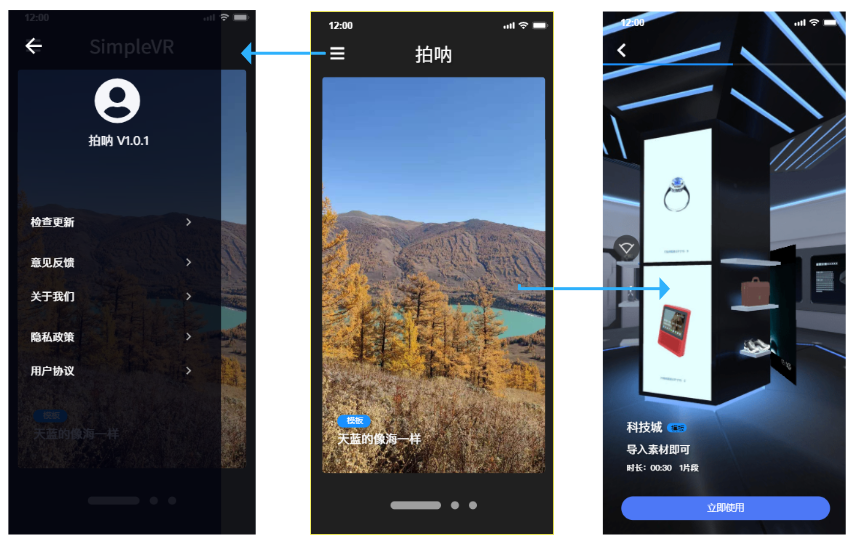 12:00
SimpleVR
拍呐 V1.0.1
检查更新
意见反馈
关于我们
隐私政策
用户协议
模板
天蓝的像海一样
12:00
拍呐
模板
天蓝的像海一样
12:00
科技城
导入素材即可
时长：00:30 1片段
立即使用